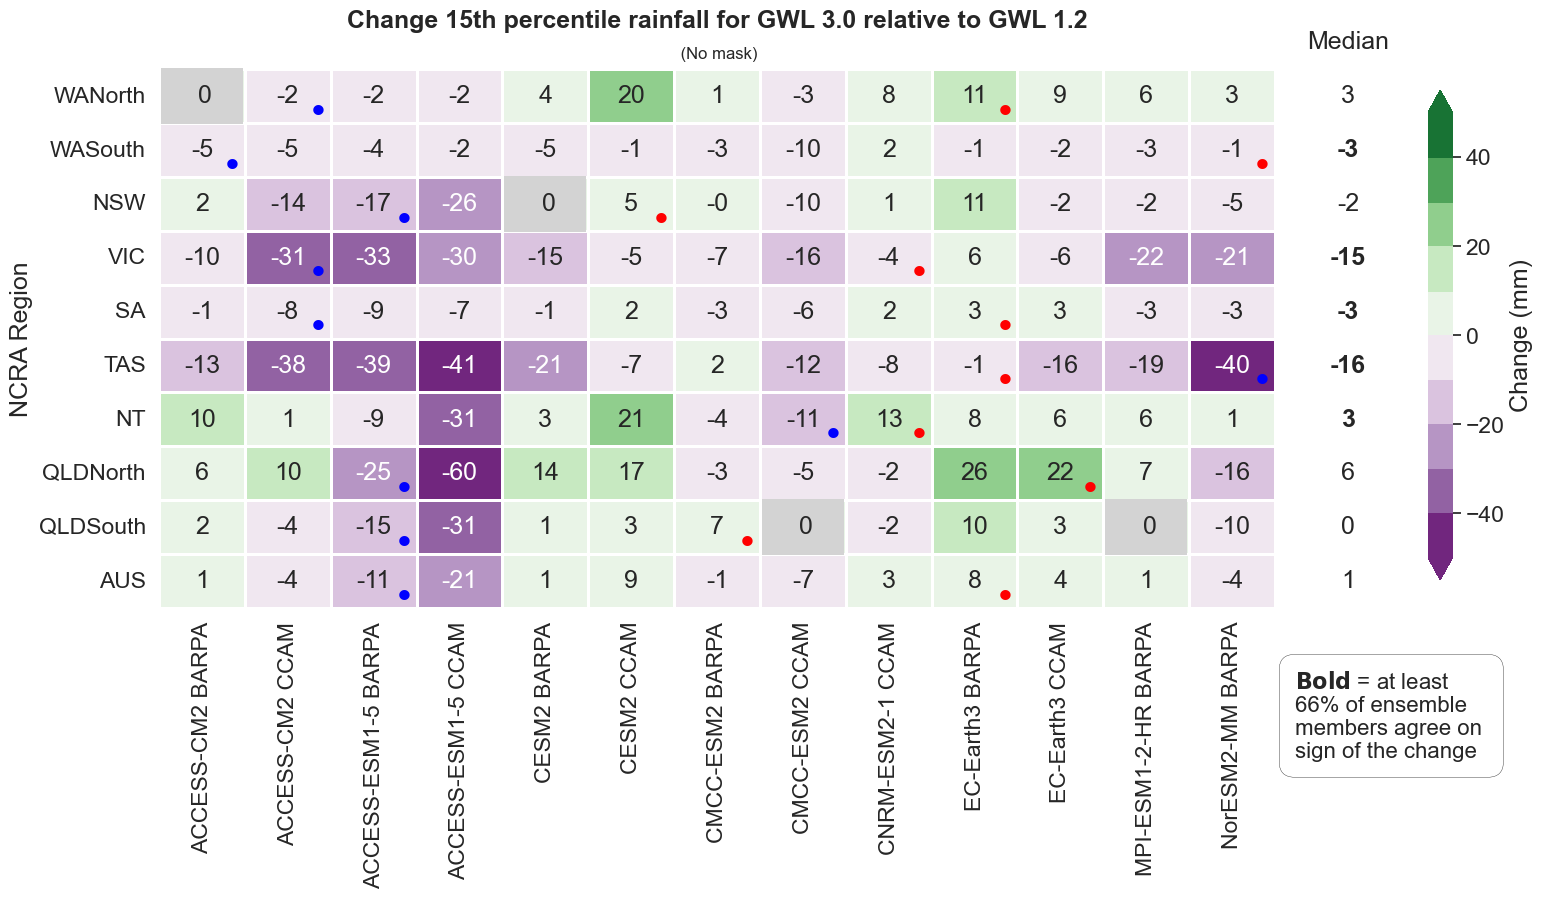 Change 15th percentile rainfall for GWL 3.0 relative to GWL 1.2
(No mask)
Median
WANorth 0 -2 -2 -2 4 20 1 -3 8 11 9 6 3 3
WASouth -5 -5 -4 -2 -5 -1 -3 -10 2 -1 -2 -3 -1 -3
NSW 2 -14 -17 -26 0 5 -0 -10 1 11 -2 -2 -5 -2
VIC -10 -31 -33 -30 -15 -5 -7 -16 -4 6 -6 -22 -21 -15
SA -1 -8 -9 -7 -1 2 -3 -6 2 3 3 -3 -3 -3
TAS -13 -38 -39 -41 -21 -7 2 -12 -8 -1 -16 -19 -40 -16
NT 10 1 -9 -31 3 21 -4 -11 13 8 6 6 1 3
QLDNorth 6 10 -25 -60 14 17 -3 -5 -2 26 22 7 -16 6
QLDSouth 2 -4 -15 -31 1 3 7 0 -2 10 3 0 -10 0
AUS 1 -4 -11 -21 1 9 -1 -7 3 8 4 1 -4 1
NCRA Region
ACCESS-CM2 BARPA
ACCESS-CM2 CCAM
ACCESS-ESM1-5 BARPA
ACCESS-ESM1-5 CCAM
CESM2 BARPA
CESM2 CCAM
CMCC-ESM2 BARPA
CMCC-ESM2 CCAM
CNRM-ESM2-1 CCAM
EC-Earth3 BARPA
EC-Earth3 CCAM
MPI-ESM1-2-HR BARPA
NorESM2-MM BARPA
40
20
0
−20
−40
Change (mm)
Bold = at least
66% of ensemble
members agree on
sign of the change